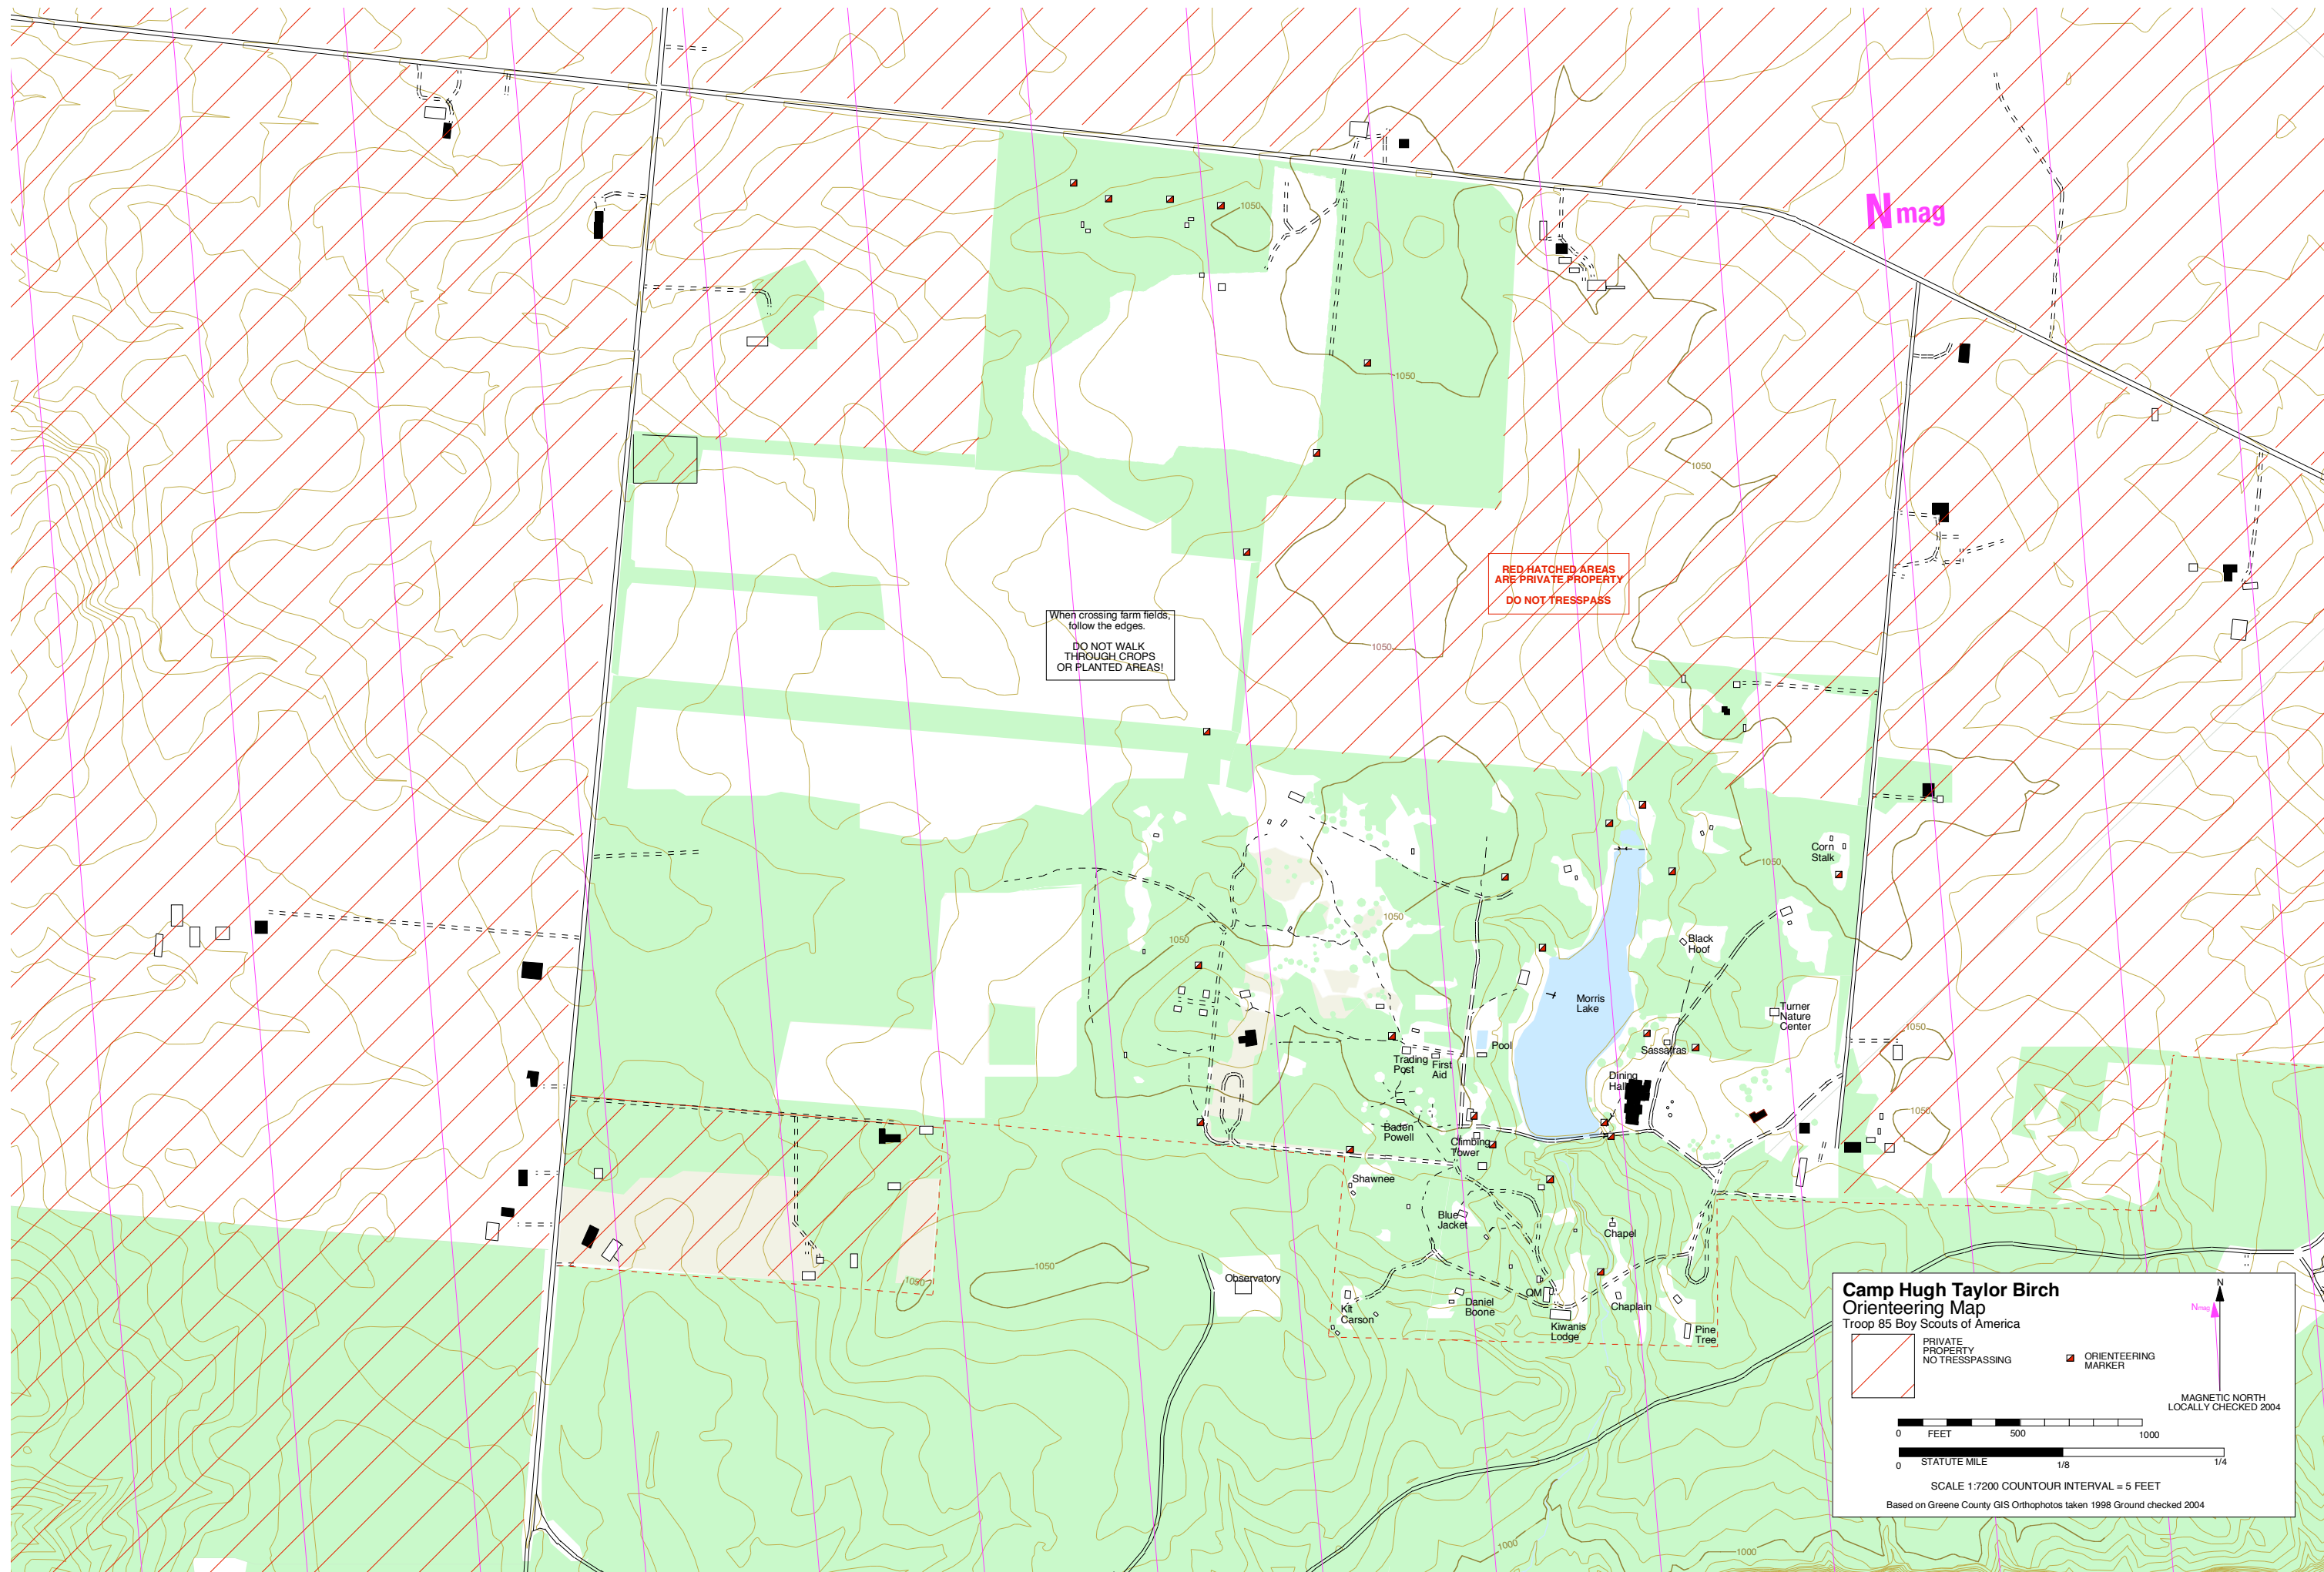 N mag
1050
1050
1050
RED HATCHED AREAS
ARE PRIVATE PROPERTY
DO NOT TRESSPASS
When crossing farm fields,
follow the edges.
DO NOT WALK
THROUGH CROPS
OR PLANTED AREAS!
1050
Corn
Stalk
1050
1050
1050
Black
Hoof
Morris
Lake
Turner
Nature
Center
1050
Pool
Sassafras
Trading
Post
First
Aid
Dining
Hall
1050
Baden
Powell
Climbing
Tower
Shawnee
Blue
Jacket
Chapel
1050
1050
Observatory
Kit
Carson
Daniel
Boone
QM
Kiwanis
Lodge
Chaplain
Pine
Tree
1000
1000
Camp Hugh Taylor Birch
Orienteering Map
Troop 85 Boy Scouts of America
PRIVATE
PROPERTY
NO TRESSPASSING
ORIENTEERING
MARKER
N
Nmag
MAGNETIC NORTH
LOCALLY CHECKED 2004
0 FEET 500 1000
0 STATUTE MILE 1/8 1/4
SCALE 1:7200 COUNTOUR INTERVAL = 5 FEET
Based on Greene County GIS Orthophotos taken 1998 Ground checked 2004